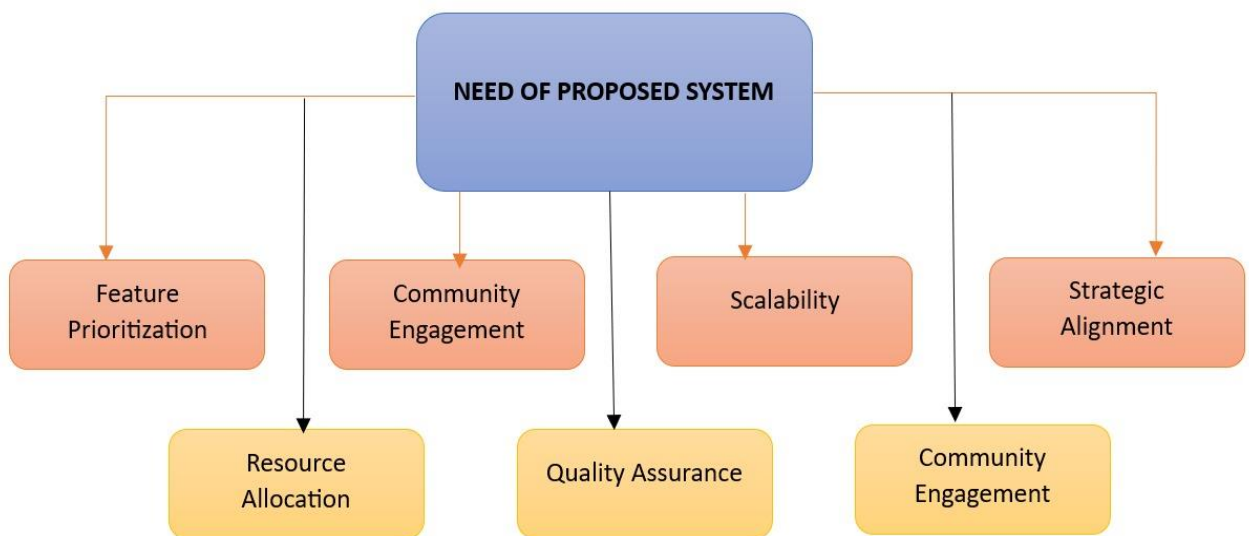 NEED OF PROPOSED SYSTEM
Feature
Prioritization
Community
Engagement
Scalability
Strategic
Alignment
Resource
Allocation
Quality Assurance
Community
Engagement